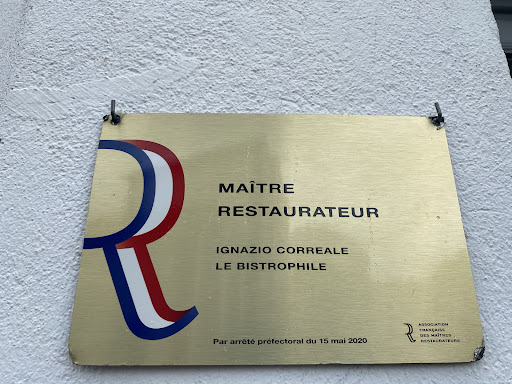 MAÎTRE
RESTAURATEUR
IGNAZIO CORREALE
LE BISTROPHILE
Par arrêté préfectoral du 15 mai 2020
ASSOCIATION
FRANÇAISE
DES MAÎTRES
RESTAURATEURS